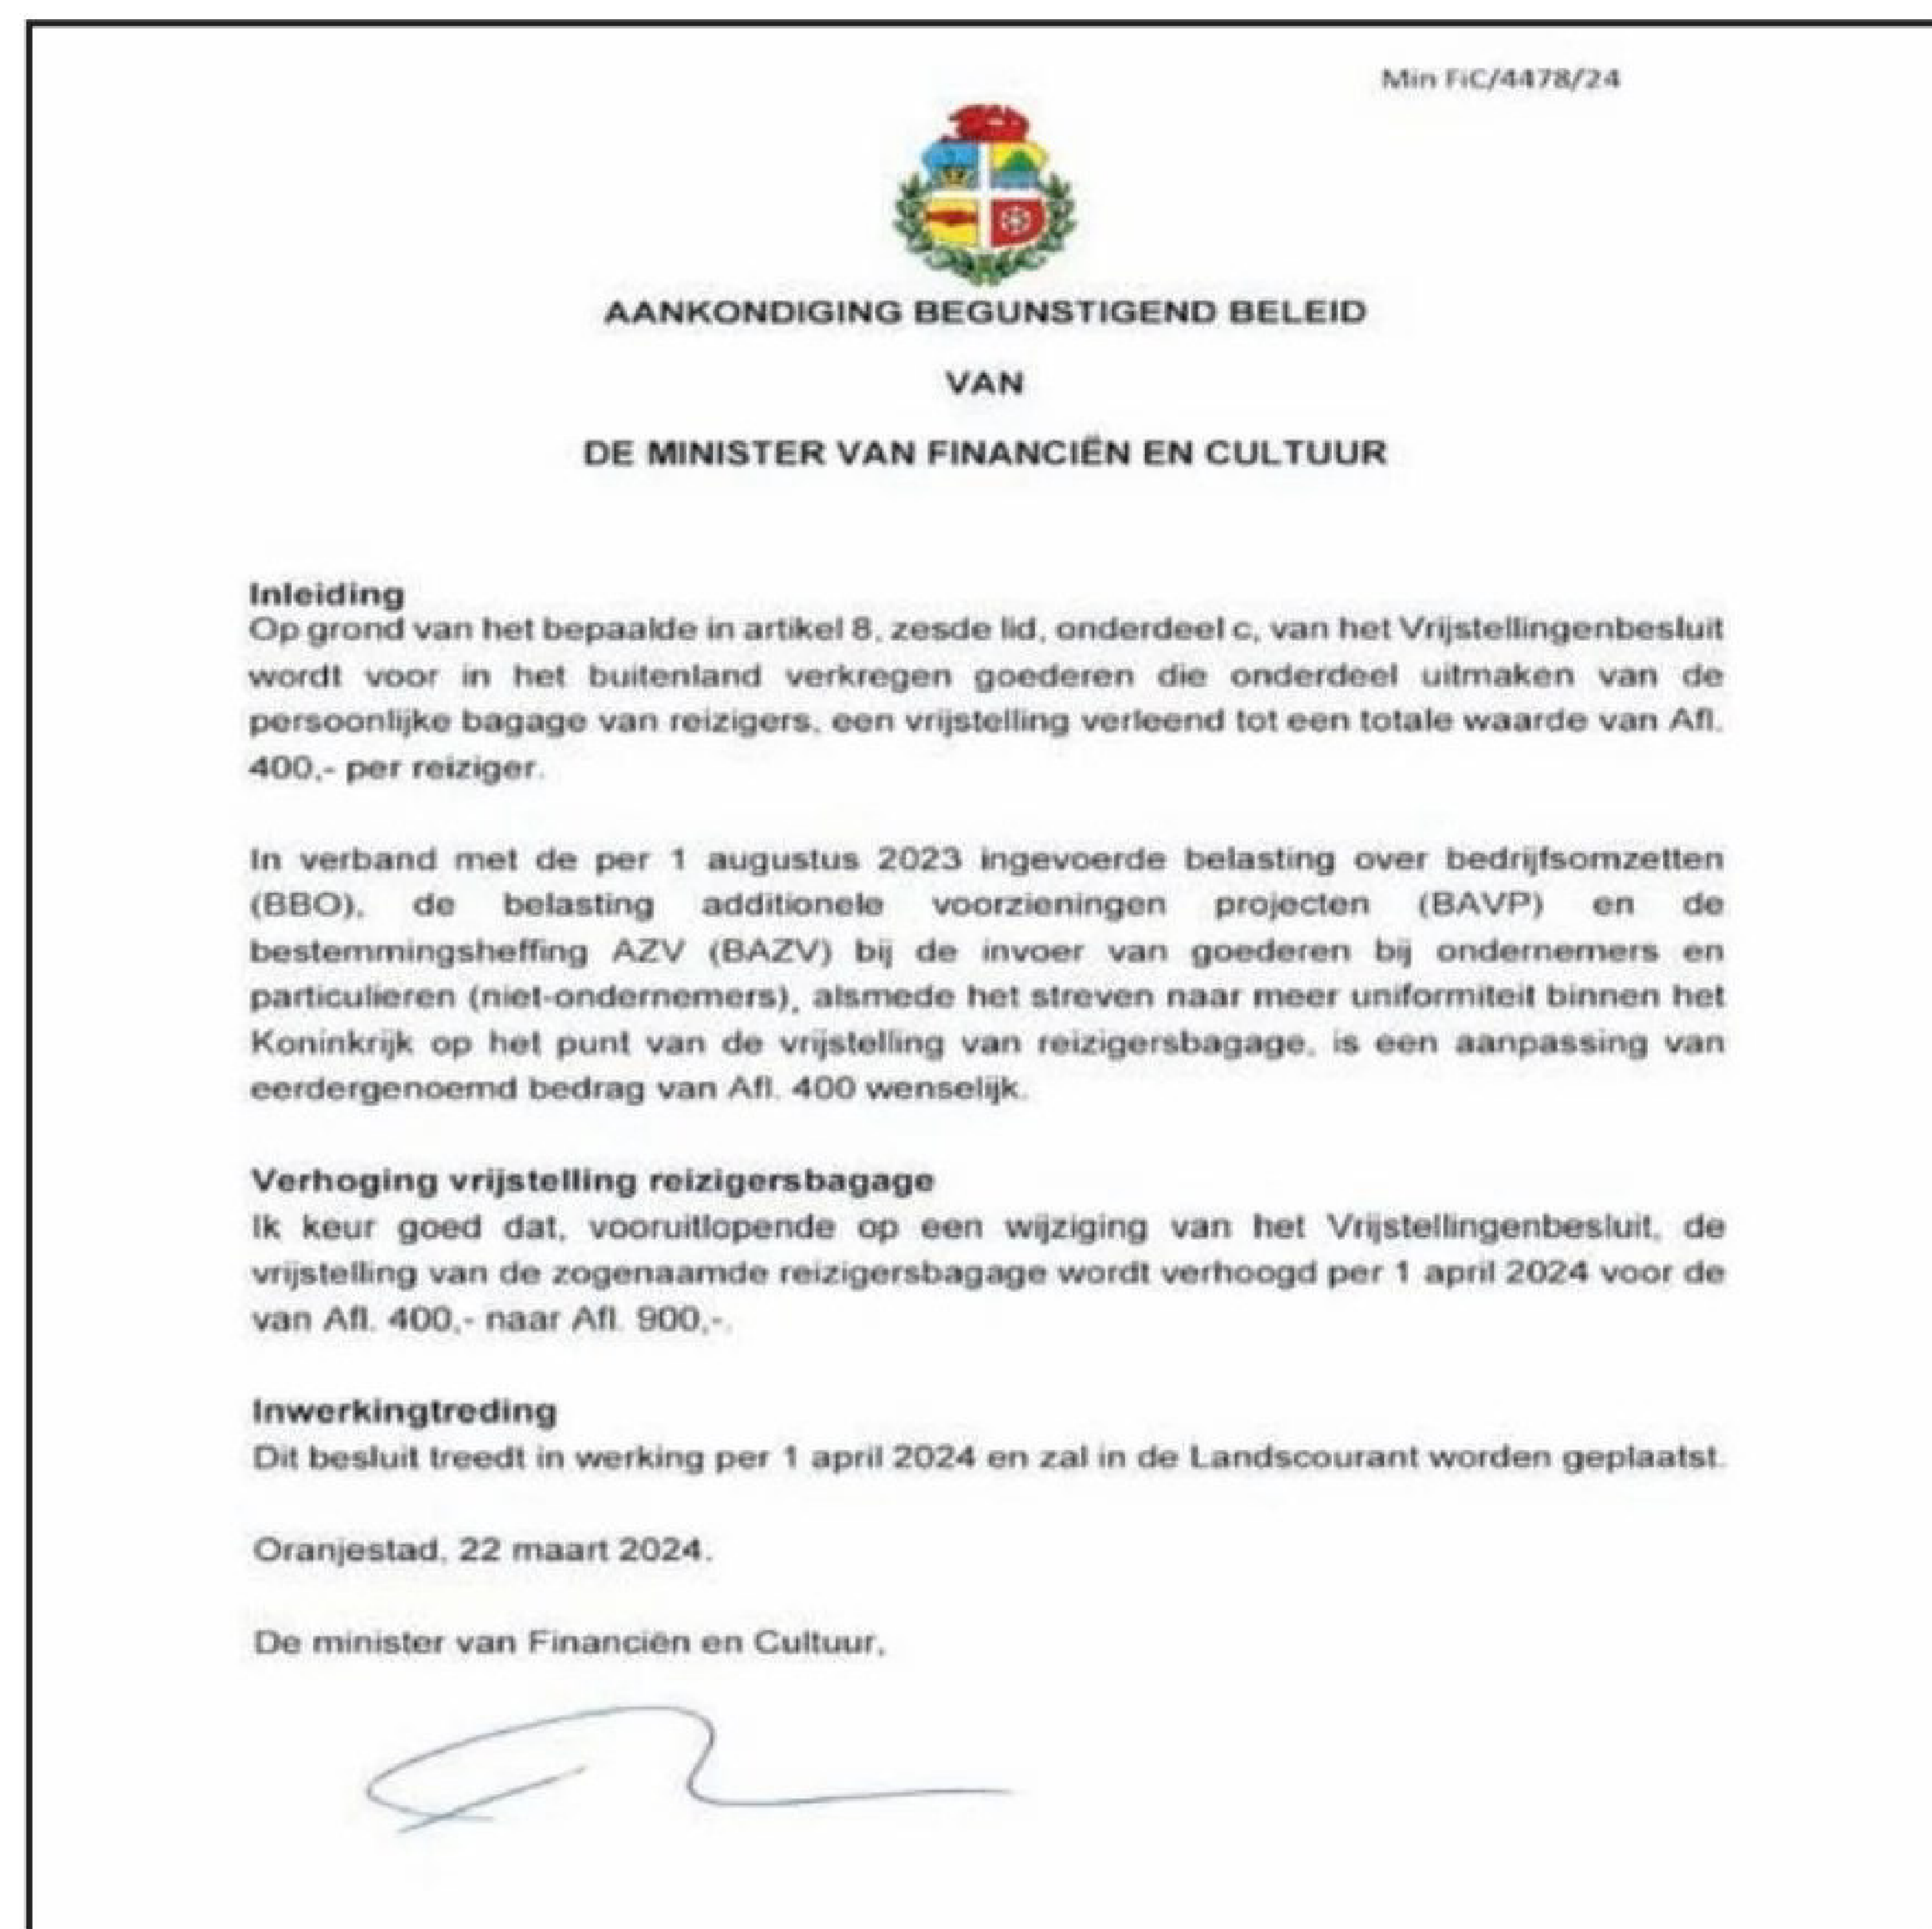 Min FiC/4478/24
AANKONDIGING BEGUNSTIGEND BELEID
VAN
DE MINISTER VAN FINANCIËN EN CULTUUR
Inleiding
Op grond van het bepaalde in artikel 8, zesde lid, onderdeel c, van het Vrijstellingenbesluit
wordt voor in het buitenland verkregen goederen die onderdeel uitmaken van de
persoonlijke bagage van reizigers, een vrijstelling verleend tot een totale waarde van Afl.
400,- per reiziger.
In verband met de per 1 augustus 2023 ingevoerde belasting over bedrijfsomzetten
(BBO), de belasting additionele voorzieningen projecten (BAVP) en de
bestemmingsheffing AZV (BAZV) bij de invoer van goederen bij ondernemers en
particulieren (niet-ondernemers), alsmede het streven naar meer uniformiteit binnen het
Koninkrijk op het punt van de vrijstelling van reizigersbagage, is een aanpassing van
eerdergenoemd bedrag van Afl. 400 wenselijk.
Verhoging vrijstelling reizigersbagage
Ik keur goed dat, vooruitlopende op een wijziging van het Vrijstellingenbesluit, de
vrijstelling van de zogenaamde reizigersbagage wordt verhoogd per 1 april 2024 voor de
van Afl. 400,- naar Afl. 900,-.
Inwerkingtreding
Dit besluit treedt in werking per 1 april 2024 en zal in de Landscourant worden geplaatst.
Oranjestad, 22 maart 2024.
De minister van Financiën en Cultuur,